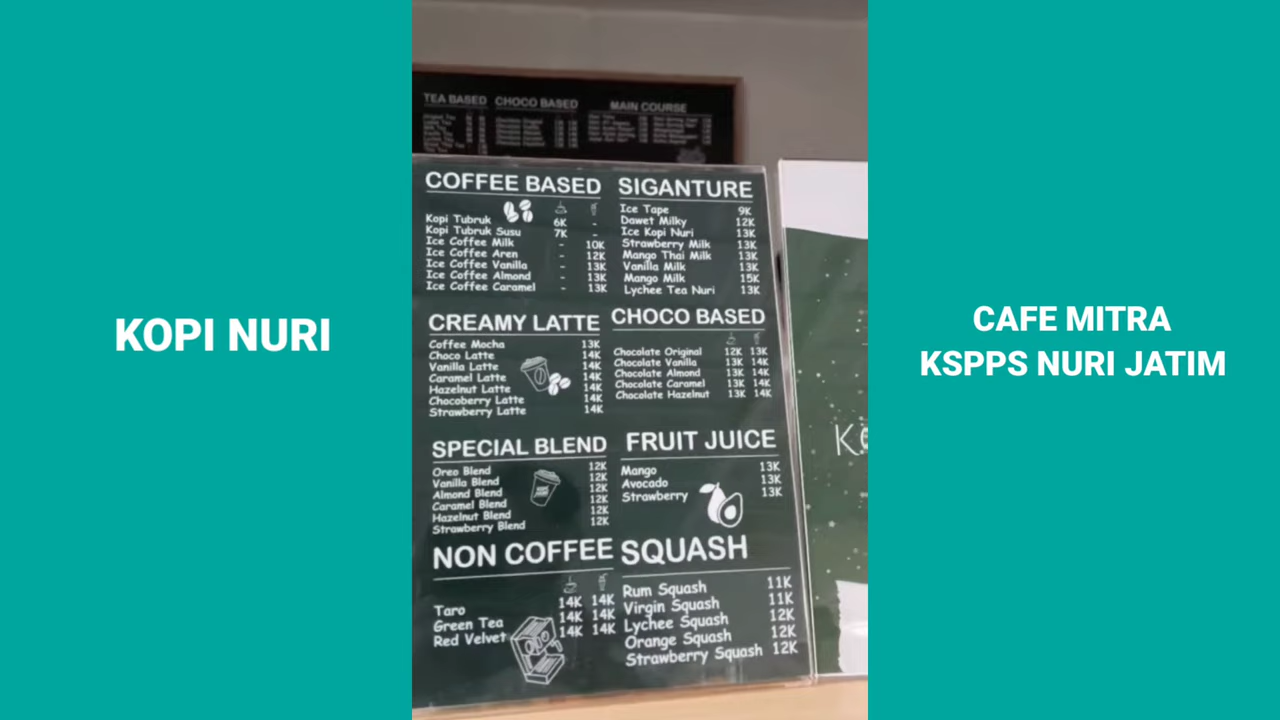 KOPI NURI
TEA BASED
CHOCO BASED
MAIN COURSE
COFFEE BASED
Kopi Tubruk 6K -
Kopi Tubruk Susu 7K -
Ice Coffee Milk - 10K
Ice Coffee Aren - 12K
Ice Coffee Vanilla - 13K
Ice Coffee Almond - 13K
Ice Coffee Caramel - 13K
SIGANTURE
Ice Tape 9K
Dawet Milky 12K
Ice Kopi Nuri 13K
Strawberry Milk 13K
Mango Thai Milk 13K
Vanilla Milk 13K
Mango Milk 15K
Lychee Tea Nuri 13K
CREAMY LATTE
Coffee Mocha 13K
Choco Latte 14K
Vanilla Latte 14K
Caramel Latte 14K
Hazelnut Latte 14K
Chocoberry Latte 14K
Strawberry Latte 14K
CHOCO BASED
Chocolate Original 12K 13K
Chocolate Vanilla 13K 14K
Chocolate Almond 13K 14K
Chocolate Caramel 13K 14K
Chocolate Hazelnut 13K 14K
SPECIAL BLEND
Oreo Blend 12K
Vanilla Blend 12K
Almond Blend 12K
Caramel Blend 12K
Hazelnut Blend 12K
Strawberry Blend 12K
FRUIT JUICE
Mango 13K
Avocado 13K
Strawberry 13K
NON COFFEE
Taro 14K 14K
Green Tea 14K 14K
Red Velvet 14K 14K
SQUASH
Rum Squash 11K
Virgin Squash 11K
Lychee Squash 12K
Orange Squash 12K
Strawberry Squash 12K
CAFE MITRA
KSPPS NURI JATIM